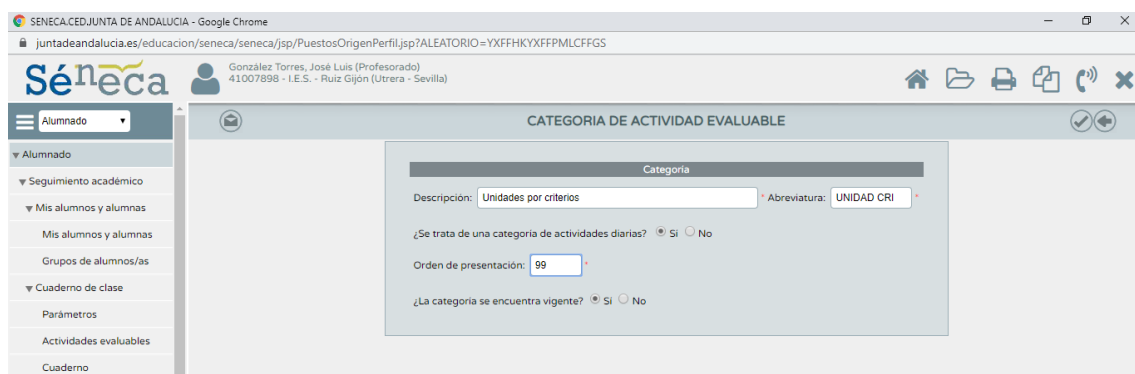 SENECA.CED.JUNTA DE ANDALUCIA - Google Chrome
juntadeandalucia.es/educacion/seneca/seneca/jsp/PuestosOrigenPerfil.jsp?ALEATORIO=YXFFHKYXFFPMLCFFGS
Séneca
González Torres, José Luis (Profesorado)
41007898 - I.E.S. - Ruiz Gijón (Utrera - Sevilla)
Alumnado
CATEGORIA DE ACTIVIDAD EVALUABLE
Alumnado
Seguimiento académico
Mis alumnos y alumnas
Mis alumnos y alumnas
Grupos de alumnos/as
Cuaderno de clase
Parámetros
Actividades evaluables
Cuaderno
Categoría
Descripción: Unidades por criterios * Abreviatura: UNIDAD CRI *
¿Se trata de una categoría de actividades diarias? Si No
Orden de presentación: 99 *
¿La categoría se encuentra vigente? Sí No